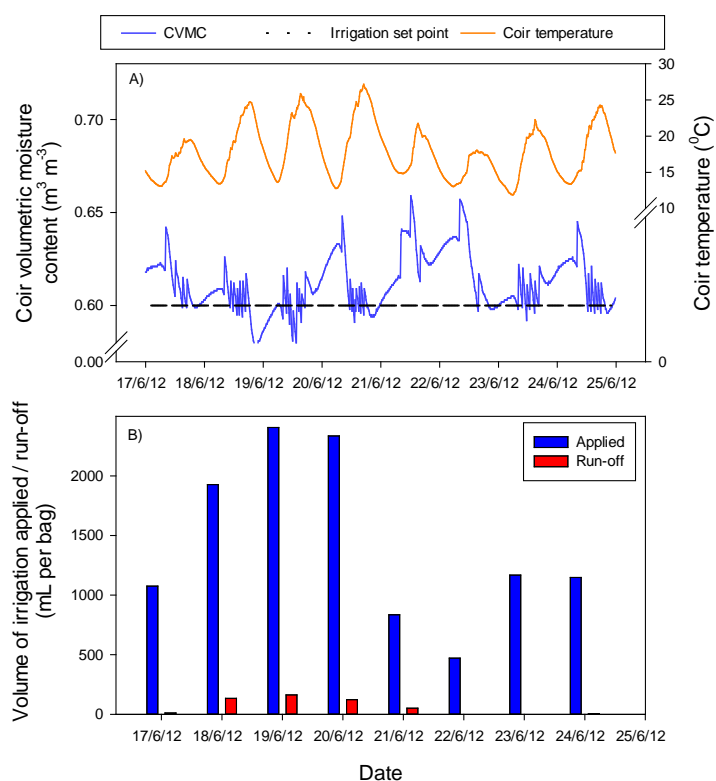 CVMC Irrigation set point Coir temperature
A)
Coir volumetric moisture
content (m³ m⁻³)
0.70
0.65
0.60
0.00
30
25
20
15
10
0
Coir temperature (⁰C)
17/6/12 18/6/12 19/6/12 20/6/12 21/6/12 22/6/12 23/6/12 24/6/12 25/6/12
B)
Applied
Run-off
Volume of irrigation applied / run-off
(mL per bag)
2000
1500
1000
500
0
17/6/12 18/6/12 19/6/12 20/6/12 21/6/12 22/6/12 23/6/12 24/6/12 25/6/12
Date